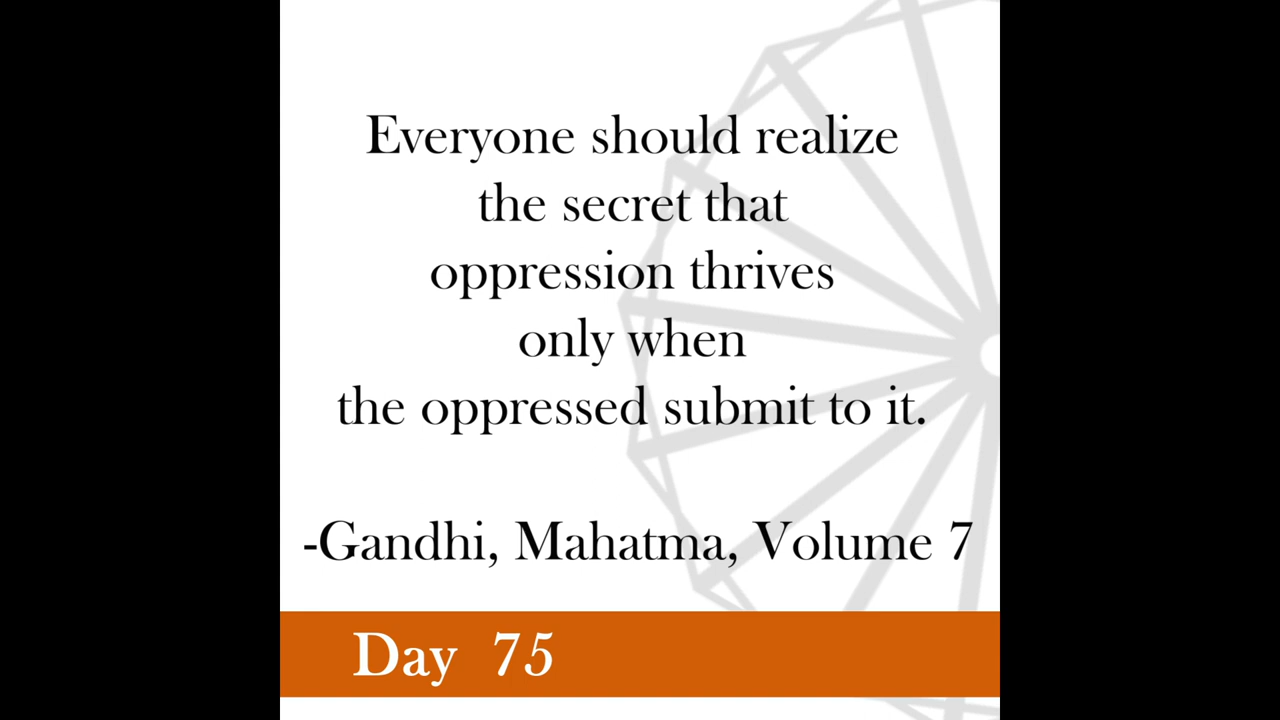 Everyone should realize
the secret that
oppression thrives
only when
the oppressed submit to it.
-Gandhi, Mahatma, Volume 7
Day 75